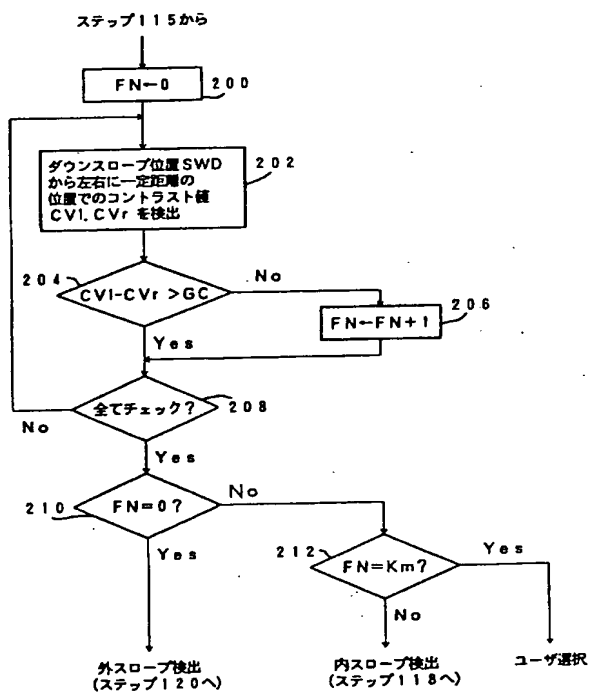 ステップ115から
FN←0
200
ダウンスロープ位置SWD
から左右に一定距離の
位置でのコントラスト値
CVl.CVr を検出
202
204
CVl-CVr >GC
No
FN←FN+1
206
Yes
全てチェック?
208
No
Yes
210
FN=0?
No
Yes
212
FN=Km?
Yes
No
外スロープ検出
(ステップ120へ)
内スロープ検出
(ステップ118へ)
ユーザ選択